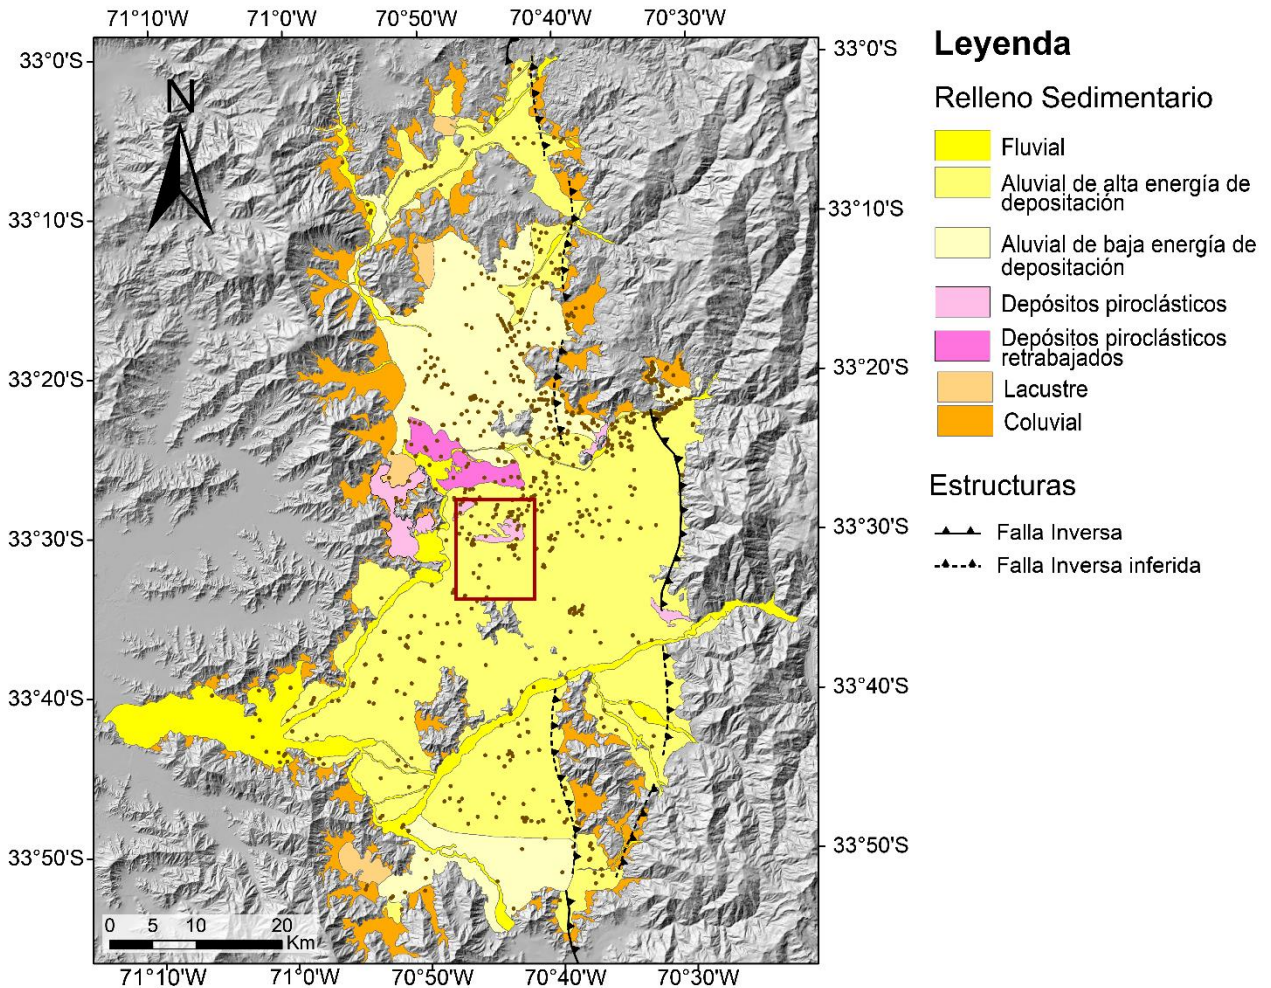 71°10'W 71°0'W 70°50'W 70°40'W 70°30'W
33°0'S 33°0'S
N
33°10'S 33°10'S
33°20'S 33°20'S
33°30'S 33°30'S
33°40'S 33°40'S
33°50'S 33°50'S
0 5 10 20
Km
71°10'W 71°0'W 70°50'W 70°40'W 70°30'W
Leyenda
Relleno Sedimentario
Fluvial
Aluvial de alta energía de
depositación
Aluvial de baja energía de
depositación
Depósitos piroclásticos
Depósitos piroclásticos
retrabajados
Lacustre
Coluvial
Estructuras
Falla Inversa
Falla Inversa inferida